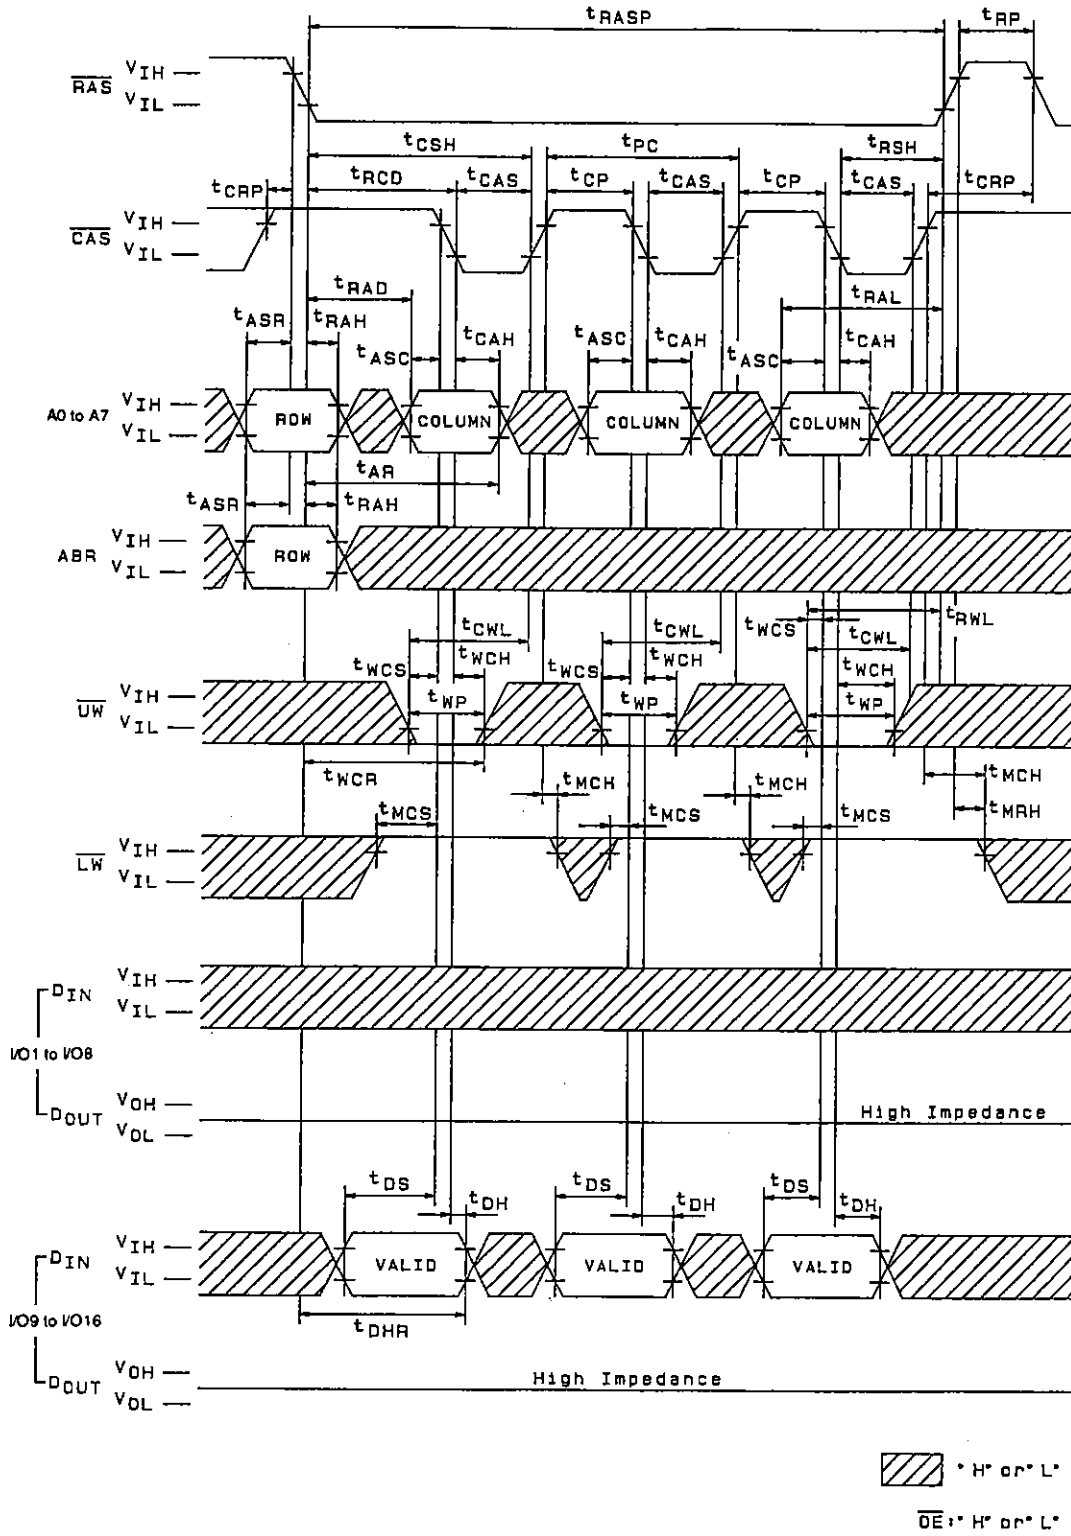 tRASP tRP
RAS VIH
VIL
tCSH tPC tRSH
tCRP tRCD tCAS tCP tCAS tCP tCAS tCRP
CAS VIH
VIL
tRAD tRAL
tASR tRAH tASC tCAH tASC tCAH tASC tCAH
A0 to A7 VIH
VIL
ROW COLUMN COLUMN COLUMN
tAR
tASR tRAH
ABR VIH
VIL
ROW
tCWL tCWL tWCS tRWL
tCWL
tWCS tWCH tWCS tWCH tWCH
tWP tWP tWP
UW VIH
VIL
tWCR tMCH tMCH tMCH
tMCS tMCS tMCS tMRH
LW VIH
VIL
DIN VIH
VIL
I/O1 to I/O8
DOUT VOH
VOL
High Impedance
tDS tDH tDS tDH tDS tDH
DIN VIH
VIL
VALID VALID VALID
I/O9 to I/O16
tDHR
DOUT VOH
VOL
High Impedance
"H" or "L"
OE: "H" or "L"